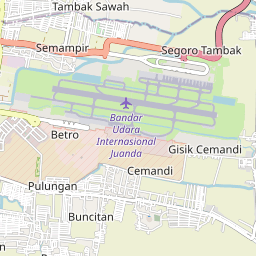 Tambak Sawah
Semampir
Segoro Tambak
Bandar
Udara
Internasional
Juanda
Betro
Gisik Cemandi
Cemandi
Pulungan
Buncitan